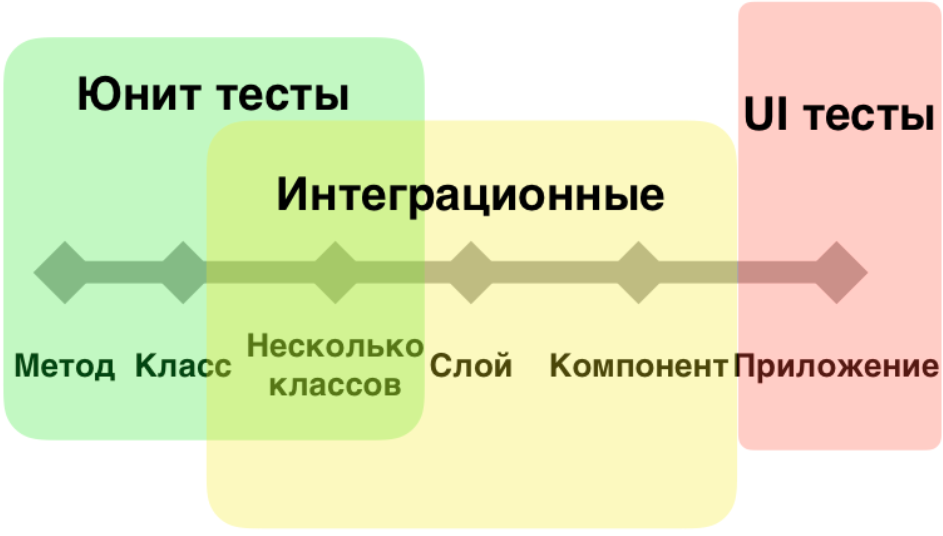 Юнит тесты
UI тесты
Интеграционные
Метод
Класс
Несколько
классов
Слой
Компонент
Приложение